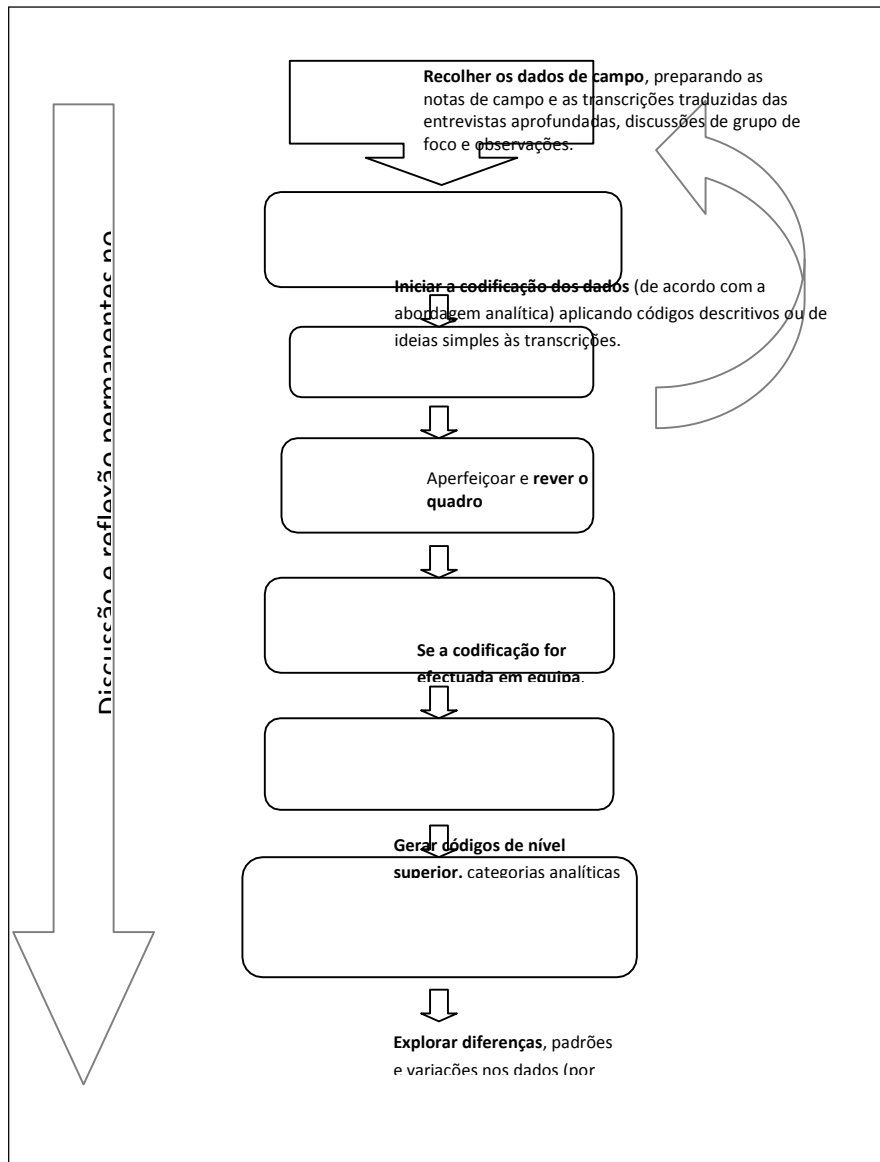 Recolher os dados de campo, preparando as
notas de campo e as transcrições traduzidas das
entrevistas aprofundadas, discussões de grupo de
foco e observações.
Iniciar a codificação dos dados (de acordo com a
abordagem analítica) aplicando códigos descritivos ou de
ideias simples às transcrições.
Aperfeiçoar e rever o
quadro
Se a codificação for
efectuada em equipa,
Gerar códigos de nível
superior, categorias analíticas
Explorar diferenças, padrões
e variações nos dados (por
Discussão e reflexão permanentes no